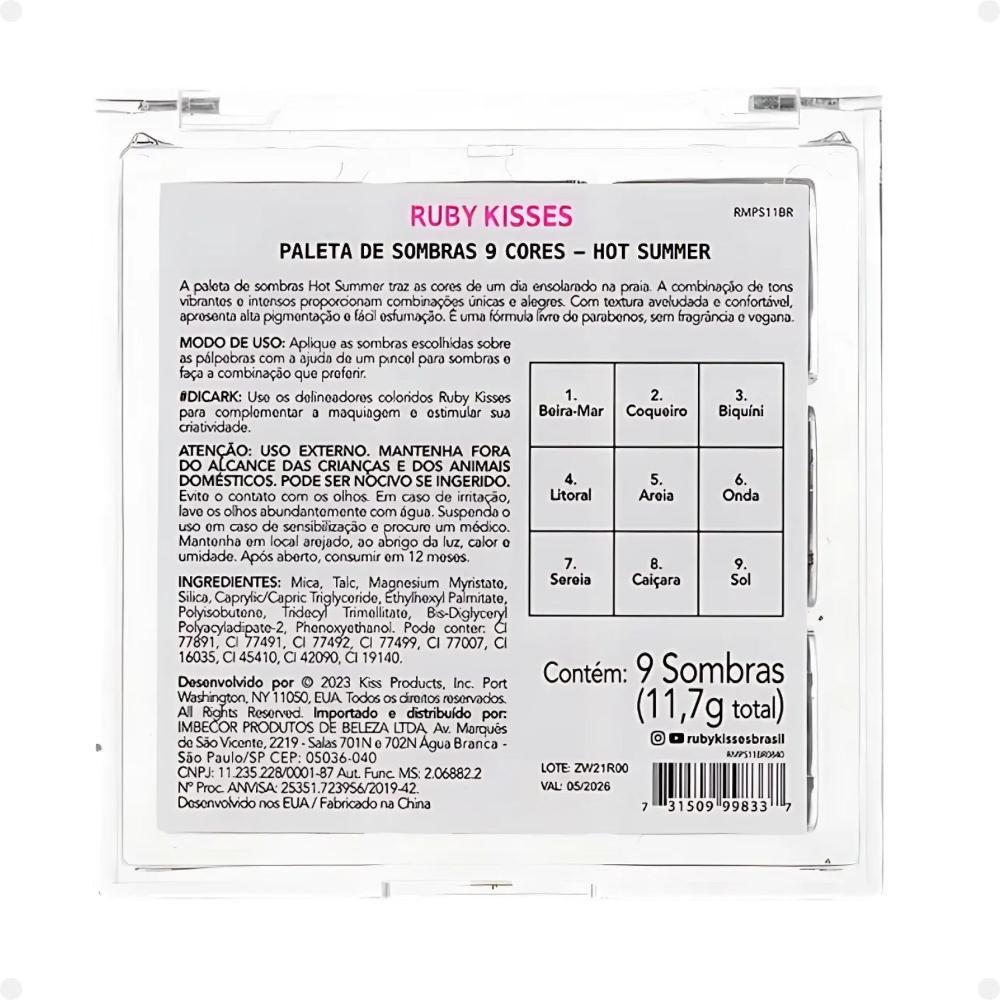 RUBY KISSES
RMPS11BR
PALETA DE SOMBRAS 9 CORES – HOT SUMMER
A paleta de sombras Hot Summer traz as cores de um dia ensolarado na praia. A combinação de tons
vibrantes e intensos proporcionam combinações únicas e alegres. Com textura aveludada e confortável,
apresenta alta pigmentação e fácil esfumação. É uma fórmula livre de parabenos, sem fragrância e vegana.
MODO DE USO: Aplique as sombras escolhidas sobre
as pálpebras com a ajuda de um pincel para sombras e
faça a combinação que preferir.
#DICARK: Use os delineadores coloridos Ruby Kisses
para complementar a maquiagem e estimular sua
criatividade.
ATENÇÃO: USO EXTERNO. MANTENHA FORA
DO ALCANCE DAS CRIANÇAS E DOS ANIMAIS
DOMÉSTICOS. PODE SER NOCIVO SE INGERIDO.
Evite o contato com os olhos. Em caso de irritação,
lave os olhos abundantemente com água. Suspenda o
uso em caso de sensibilização e procure um médico.
Mantenha em local arejado, ao abrigo da luz, calor e
umidade. Após aberto, consumir em 12 meses.
INGREDIENTES: Mica, Talc, Magnesium Myristate,
Silica, Caprylic/Capric Triglyceride, Ethylhexyl Palmitate,
Polyisobutene, Tridecyl Trimellitate, Bis-Diglyceryl
Polyacyladipate-2, Phenoxyethanol. Pode conter: CI
77891, CI 77491, CI 77492, CI 77499, CI 77007, CI
16035, CI 45410, CI 42090, CI 19140.
Desenvolvido por © 2023 Kiss Products, Inc. Port
Washington, NY 11050, EUA. Todos os direitos reservados.
All Rights Reserved. Importado e distribuído por:
IMBECOR PRODUTOS DE BELEZA LTDA. Av. Marquês
de São Vicente, 2219 - Salas 701N e 702N Água Branca -
São Paulo/SP CEP: 05036-040
CNPJ: 11.235.228/0001-87 Aut. Func. MS: 2.06882.2
N° Proc. ANVISA: 25351.723956/2019-42.
Desenvolvido nos EUA / Fabricado na China
1. Beira-Mar
2. Coqueiro
3. Biquíni
4. Litoral
5. Areia
6. Onda
7. Sereia
8. Caiçara
9. Sol
Contém: 9 Sombras
(11,7g total)
rubykissesbrasil
RMPS11BR0840
LOTE: ZW21R00
VAL: 05/2026
7 31509 99833 7